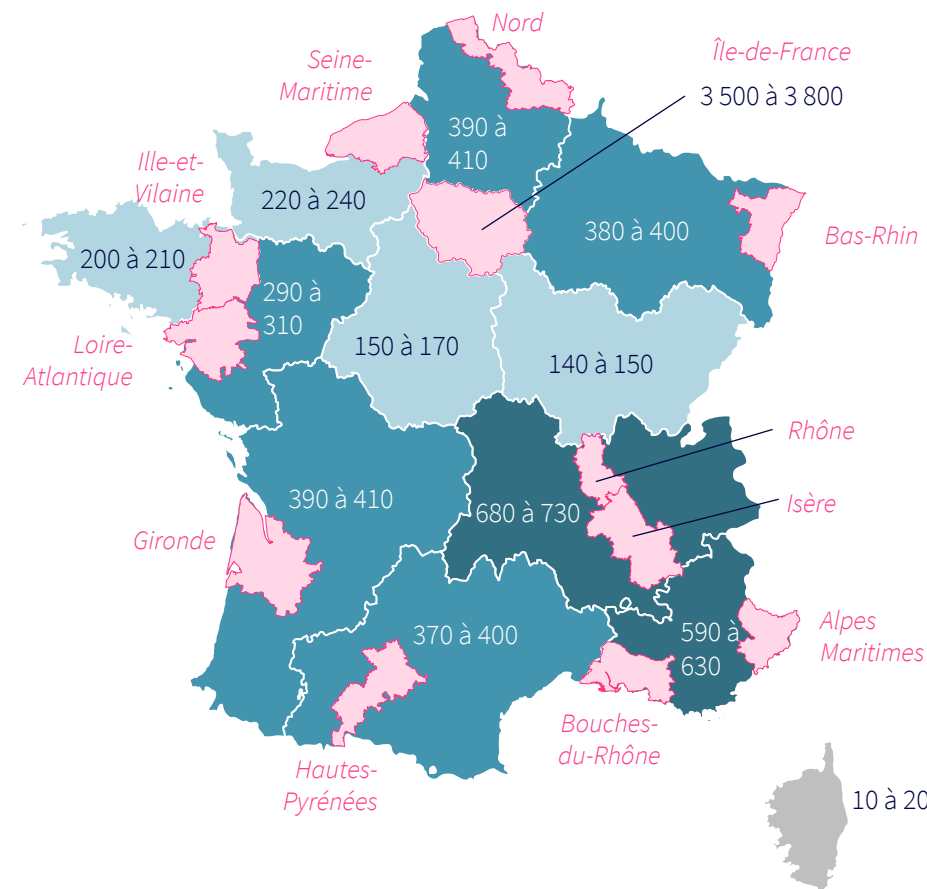 Nord
Île-de-France
3 500 à 3 800
Seine-
Maritime
390 à
410
Ille-et-
Vilaine
220 à 240
380 à 400
Bas-Rhin
200 à 210
290 à
310
Loire-
Atlantique
150 à 170
140 à 150
Rhône
390 à 410
680 à 730
Isère
Gironde
370 à 400
590 à
630
Alpes
Maritimes
Bouches-
du-Rhône
Hautes-
Pyrénées
10 à 20